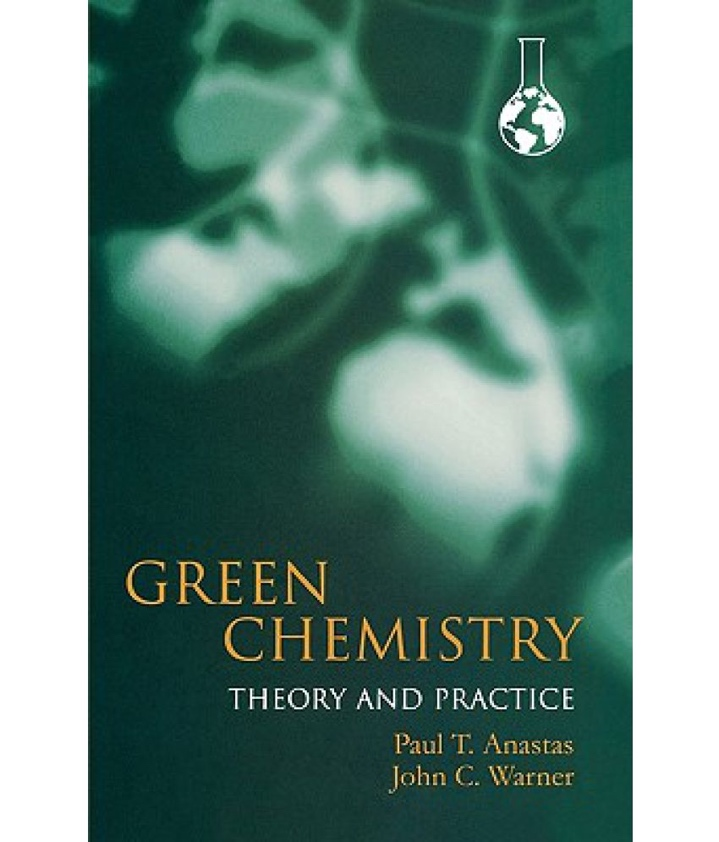 GREEN
CHEMISTRY
THEORY AND PRACTICE
Paul T. Anastas
John C. Warner